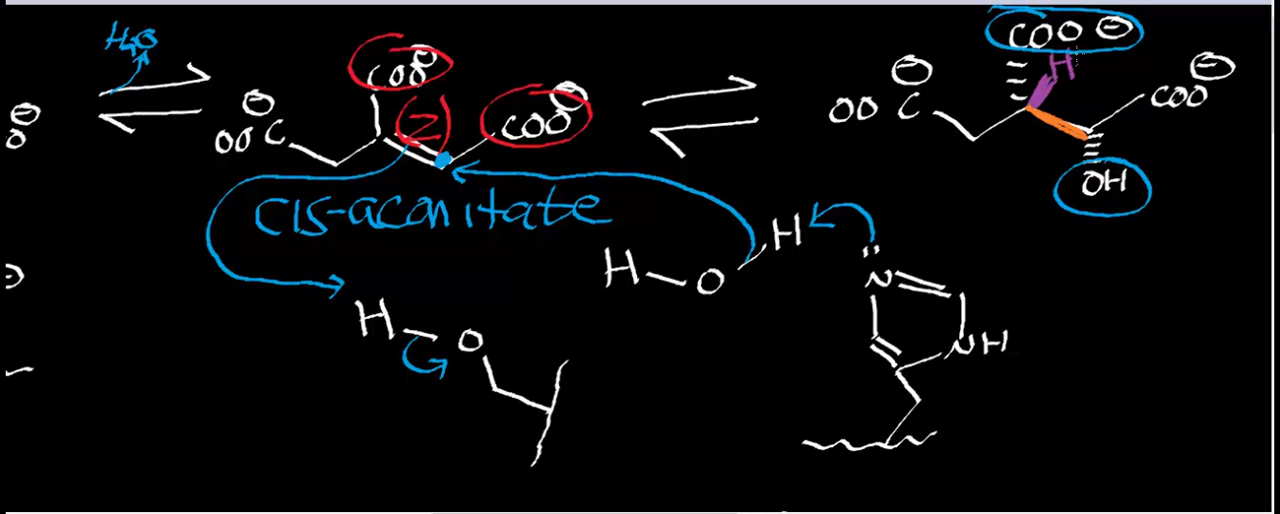 H₂O
COO ⊖
H
⊖
COO ⊖
(Z)
⊖
OOC
COO ⊖
⊖
OOC
COO ⊖
⊖
O
OH
cis-aconitate
H
H
O
N
H
O
NH